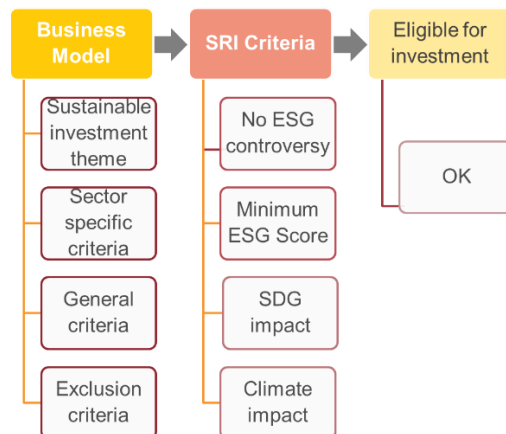 Business
Model
SRI Criteria
Eligible for
investment
Sustainable
investment
theme
Sector
specific
criteria
General
criteria
Exclusion
criteria
No ESG
controversy
Minimum
ESG Score
SDG
impact
Climate
impact
OK